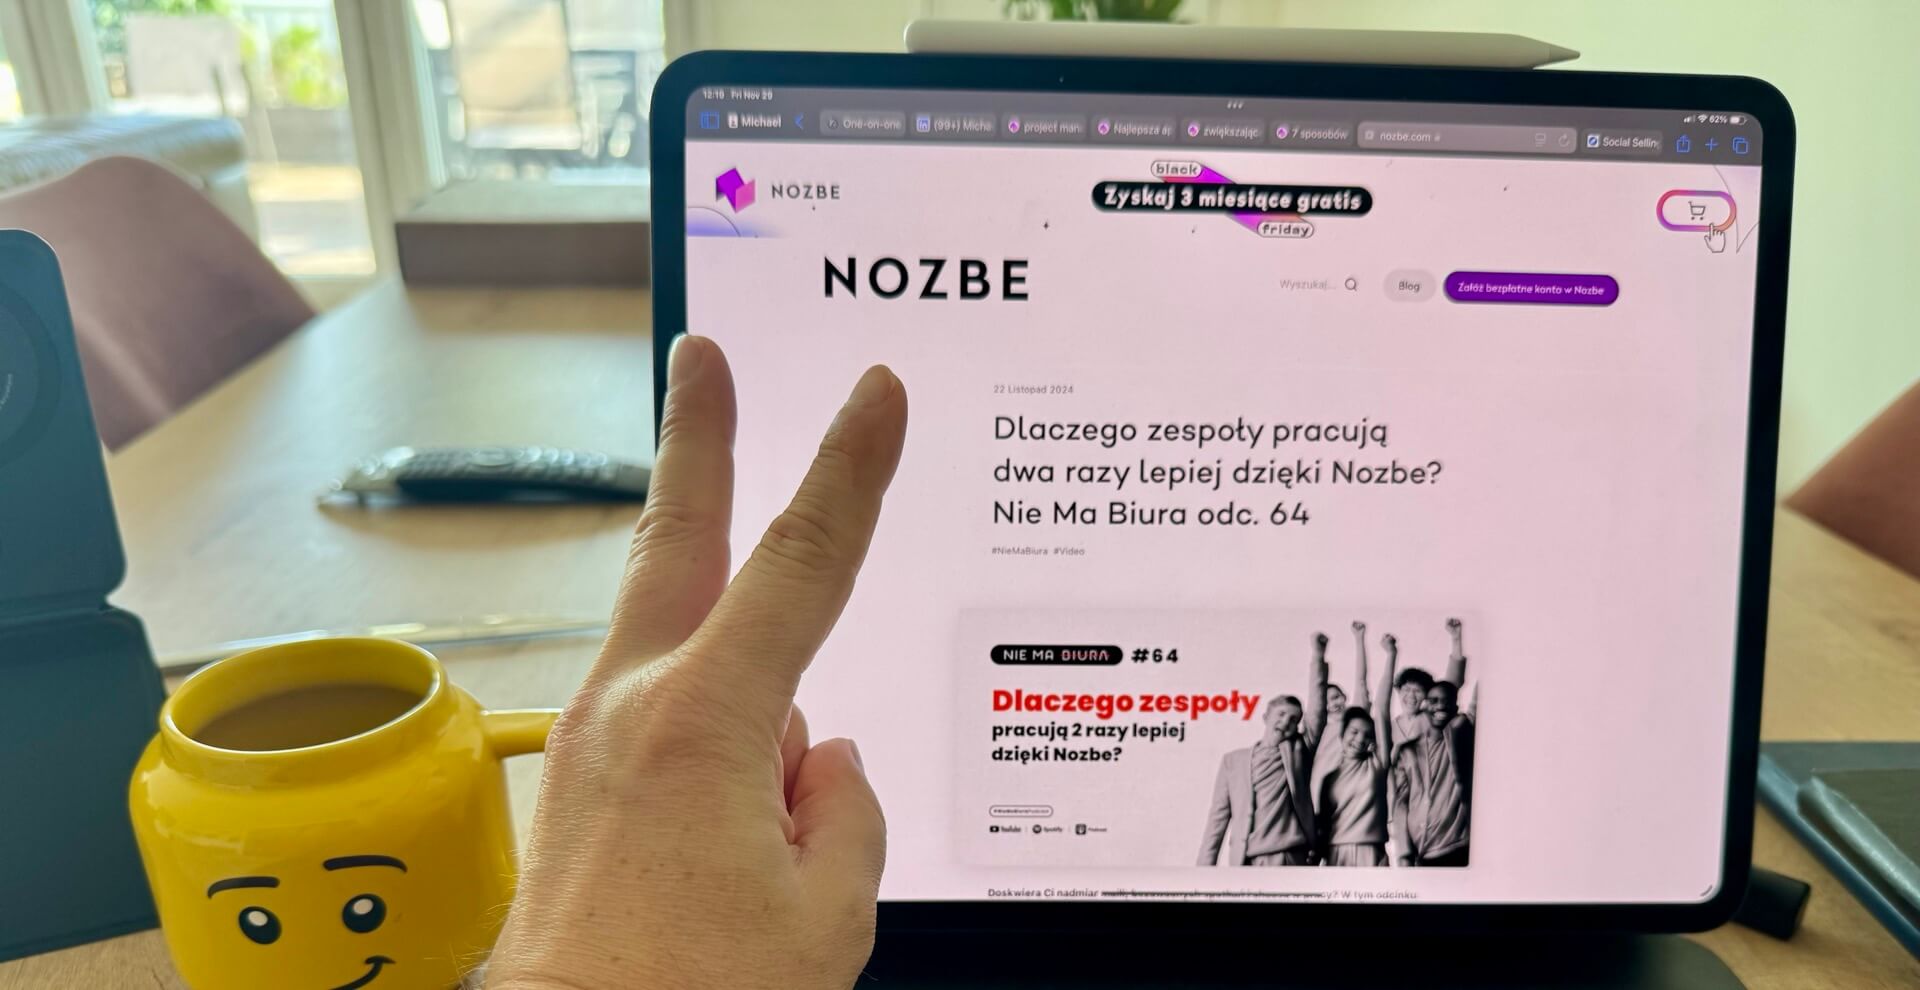 12:19 Fri Nov 29
62%
Michael
One-on-one
(99+) Micha
project man
Najlepsza ap
zwiększając
7 sposobów
nozbe.com
Social Sellin
NOZBE
black
Zyskaj 3 miesiące gratis
friday
NOZBE
Wyszukaj...
Blog
Załóż bezpłatne konto w Nozbe
22 Listopad 2024
Dlaczego zespoły pracują
dwa razy lepiej dzięki Nozbe?
Nie Ma Biura odc. 64
#NieMaBiura #Video
NIE MA BIURA #64
Dlaczego zespoły
pracują 2 razy lepiej
dzięki Nozbe?
YouTube Spotify Podcast
Doskwiera Ci nadmiar W tym odcinku